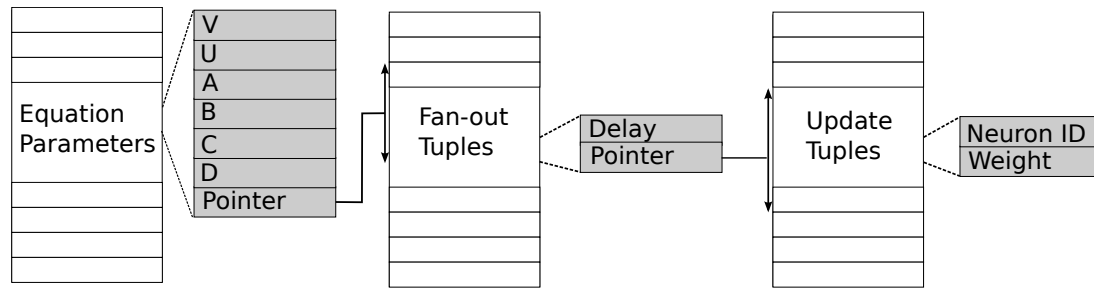 Equation
Parameters
V
U
A
B
C
D
Pointer
Fan-out
Tuples
Delay
Pointer
Update
Tuples
Neuron ID
Weight